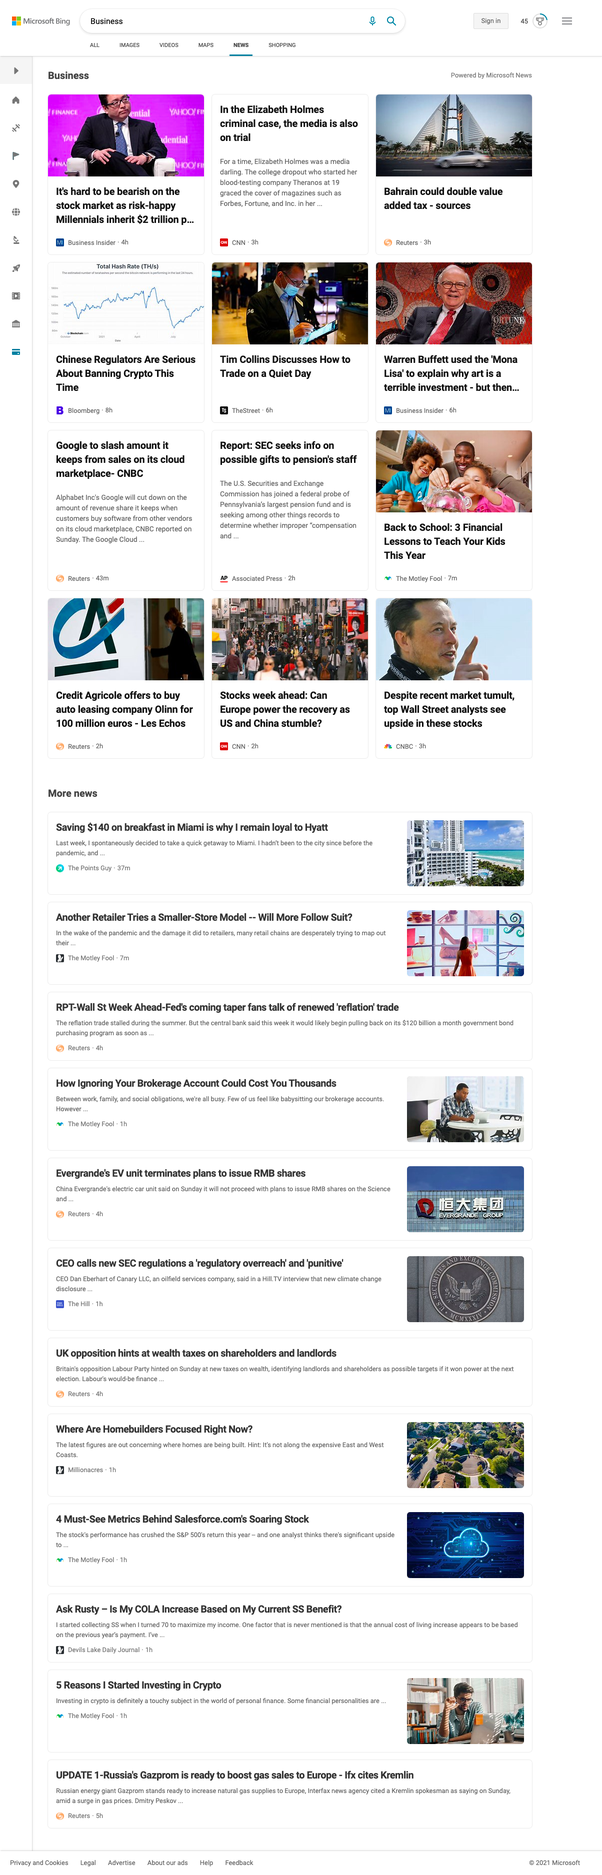 Microsoft Bing
Business
Sign in
45
ALL
IMAGES
VIDEOS
MAPS
NEWS
SHOPPING
Business
Powered by Microsoft News
It's hard to be bearish on the
stock market as risk-happy
Millennials inherit $2 trillion p...
Business Insider · 4h
In the Elizabeth Holmes
criminal case, the media is also
on trial
For a time, Elizabeth Holmes was a media
darling. The college dropout who started her
blood-testing company Theranos at 19
graced the cover of magazines such as
Forbes, Fortune, and Inc. in her ...
CNN · 3h
Bahrain could double value
added tax - sources
Reuters · 3h
Total Hash Rate (TH/s)
Chinese Regulators Are Serious
About Banning Crypto This
Time
Bloomberg · 8h
Tim Collins Discusses How to
Trade on a Quiet Day
TheStreet · 6h
Warren Buffett used the 'Mona
Lisa' to explain why art is a
terrible investment - but then...
Business Insider · 6h
Google to slash amount it
keeps from sales on its cloud
marketplace- CNBC
Alphabet Inc's Google will cut down on the
amount of revenue share it keeps when
customers buy software from other vendors
on its cloud marketplace, CNBC reported on
Sunday. The Google Cloud ...
Reuters · 43m
Report: SEC seeks info on
possible gifts to pension's staff
The U.S. Securities and Exchange
Commission has joined a federal probe of
Pennsylvania's largest pension fund and is
seeking among other things records to
determine whether improper "compensation
and ...
AP
Associated Press · 2h
Back to School: 3 Financial
Lessons to Teach Your Kids
This Year
The Motley Fool · 7m
Credit Agricole offers to buy
auto leasing company Olinn for
100 million euros - Les Echos
Reuters · 2h
Stocks week ahead: Can
Europe power the recovery as
US and China stumble?
CNN · 2h
Despite recent market tumult,
top Wall Street analysts see
upside in these stocks
CNBC · 3h
More news
Saving $140 on breakfast in Miami is why I remain loyal to Hyatt
Last week, I spontaneously decided to take a quick getaway to Miami. I hadn't been to the city since before the
pandemic, and ...
The Points Guy · 37m
Another Retailer Tries a Smaller-Store Model -- Will More Follow Suit?
In the wake of the pandemic and the damage it did to retailers, many retail chains are desperately trying to map out
their ...
The Motley Fool · 7m
RPT-Wall St Week Ahead-Fed's coming taper fans talk of renewed 'reflation' trade
The reflation trade stalled during the summer. But the central bank said this week it would likely begin pulling back on its $120 billion a month government bond
purchasing program as soon as ...
Reuters · 4h
How Ignoring Your Brokerage Account Could Cost You Thousands
Between work, family, and social obligations, we're all busy. Few of us feel like babysitting our brokerage accounts.
However ...
The Motley Fool · 1h
Evergrande's EV unit terminates plans to issue RMB shares
China Evergrande's electric car unit said on Sunday it will not proceed with plans to issue RMB shares on the Science
and ...
Reuters · 4h
恒大集团
EVERGRANDE GROUP
CEO calls new SEC regulations a 'regulatory overreach' and 'punitive'
CEO Dan Eberhart of Canary LLC, an oilfield services company, said in a Hill.TV interview that new climate change
disclosure ...
The Hill · 1h
UK opposition hints at wealth taxes on shareholders and landlords
Britain's opposition Labour Party hinted on Sunday at new taxes on wealth, identifying landlords and shareholders as possible targets if it won power at the next
election. Labour's would-be finance ...
Reuters · 4h
Where Are Homebuilders Focused Right Now?
The latest figures are out concerning where homes are being built. Hint: It's not along the expensive East and West
Coasts.
Millionacres · 1h
4 Must-See Metrics Behind Salesforce.com's Soaring Stock
The stock's performance has crushed the S&P 500's return this year – and one analyst thinks there's significant upside
to ...
The Motley Fool · 1h
Ask Rusty – Is My COLA Increase Based on My Current SS Benefit?
I started collecting SS when I turned 70 to maximize my income. One factor that is never mentioned is that the annual cost of living increase appears to be based
on the previous year's payment. I've ...
Devils Lake Daily Journal · 1h
5 Reasons I Started Investing in Crypto
Investing in crypto is definitely a touchy subject in the world of personal finance. Some financial personalities are ...
The Motley Fool · 1h
UPDATE 1-Russia's Gazprom is ready to boost gas sales to Europe - Ifx cites Kremlin
Russian energy giant Gazprom stands ready to increase natural gas supplies to Europe, Interfax news agency cited a Kremlin spokesman as saying on Sunday,
amid a surge in gas prices. Dmitry Peskov ...
Reuters · 5h
Privacy and Cookies
Legal
Advertise
About our ads
Help
Feedback
© 2021 Microsoft